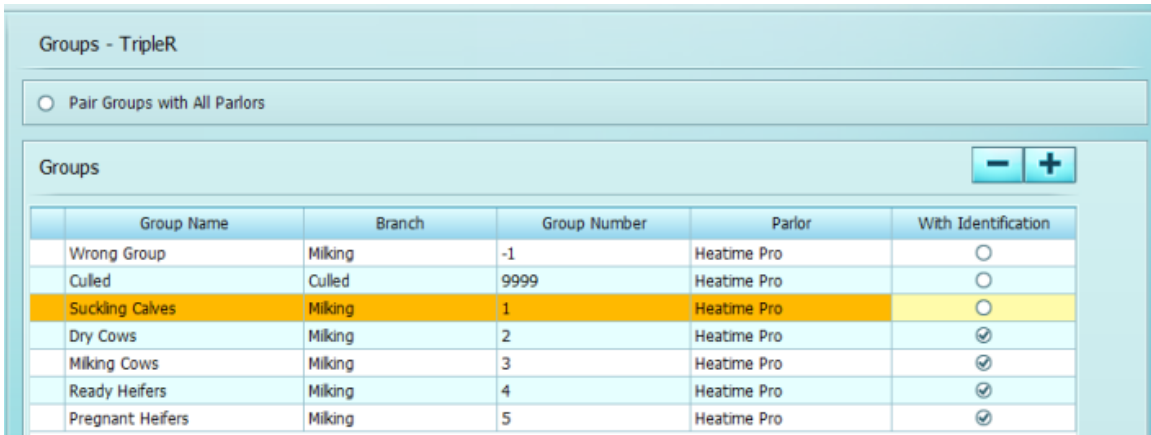 Groups - TripleR
Pair Groups with All Parlors
Groups
Group Name Branch Group Number Parlor With Identification
Wrong Group Milking -1 Heatime Pro
Culled Culled 9999 Heatime Pro
Suckling Calves Milking 1 Heatime Pro
Dry Cows Milking 2 Heatime Pro
Milking Cows Milking 3 Heatime Pro
Ready Heifers Milking 4 Heatime Pro
Pregnant Heifers Milking 5 Heatime Pro